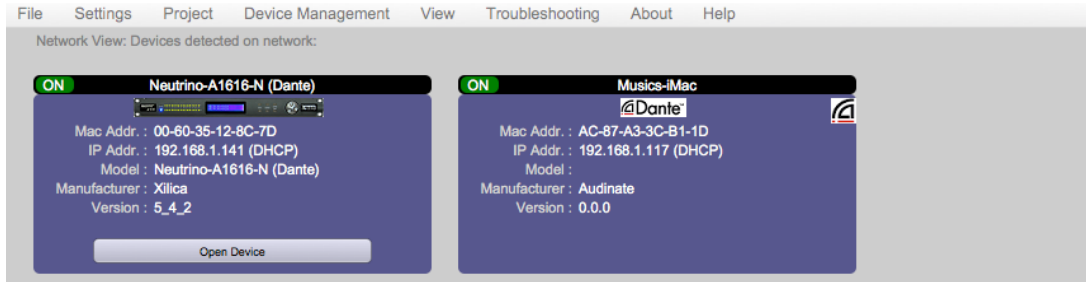 File Settings Project Device Management View Troubleshooting About Help
Network View: Devices detected on network:
ON Neutrino-A1616-N (Dante)
Mac Addr. : 00-60-35-12-8C-7D
IP Addr. : 192.168.1.141 (DHCP)
Model : Neutrino-A1616-N (Dante)
Manufacturer : Xilica
Version : 5_4_2
Open Device
ON Musics-iMac
Dante™
Mac Addr. : AC-87-A3-3C-B1-1D
IP Addr. : 192.168.1.117 (DHCP)
Model :
Manufacturer : Audinate
Version : 0.0.0